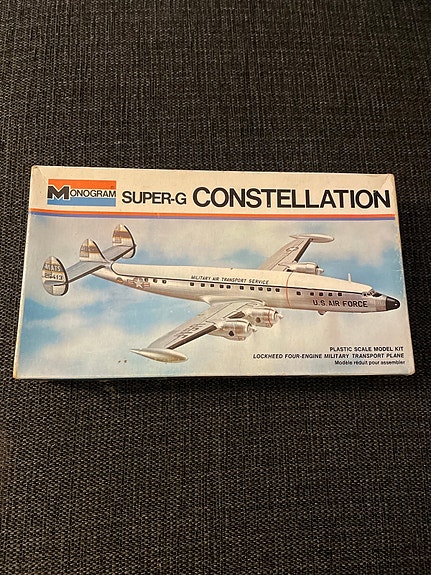 MONOGRAM
SUPER-G CONSTELLATION
MATS
MILITARY AIR TRANSPORT SERVICE
U.S. AIR FORCE
PLASTIC SCALE MODEL KIT
LOCKHEED FOUR-ENGINE MILITARY TRANSPORT PLANE
Modèle réduit pour assembler